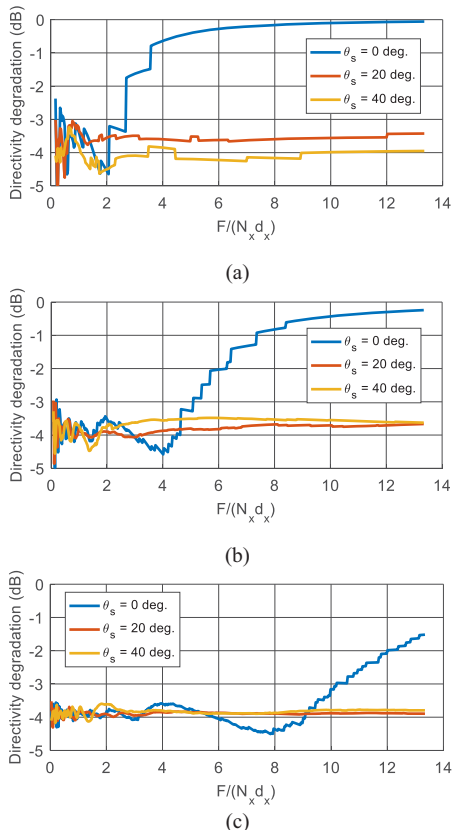 Directivity degradation (dB)
0
-1
-2
-3
-4
-5
θs = 0 deg.
θs = 20 deg.
θs = 40 deg.
0 2 4 6 8 10 12 14
F/(Nxdx)
(a)
Directivity degradation (dB)
0
-1
-2
-3
-4
-5
θs = 0 deg.
θs = 20 deg.
θs = 40 deg.
0 2 4 6 8 10 12 14
F/(Nxdx)
(b)
Directivity degradation (dB)
0
-1
-2
-3
-4
-5
θs = 0 deg.
θs = 20 deg.
θs = 40 deg.
0 2 4 6 8 10 12 14
F/(Nxdx)
(c)